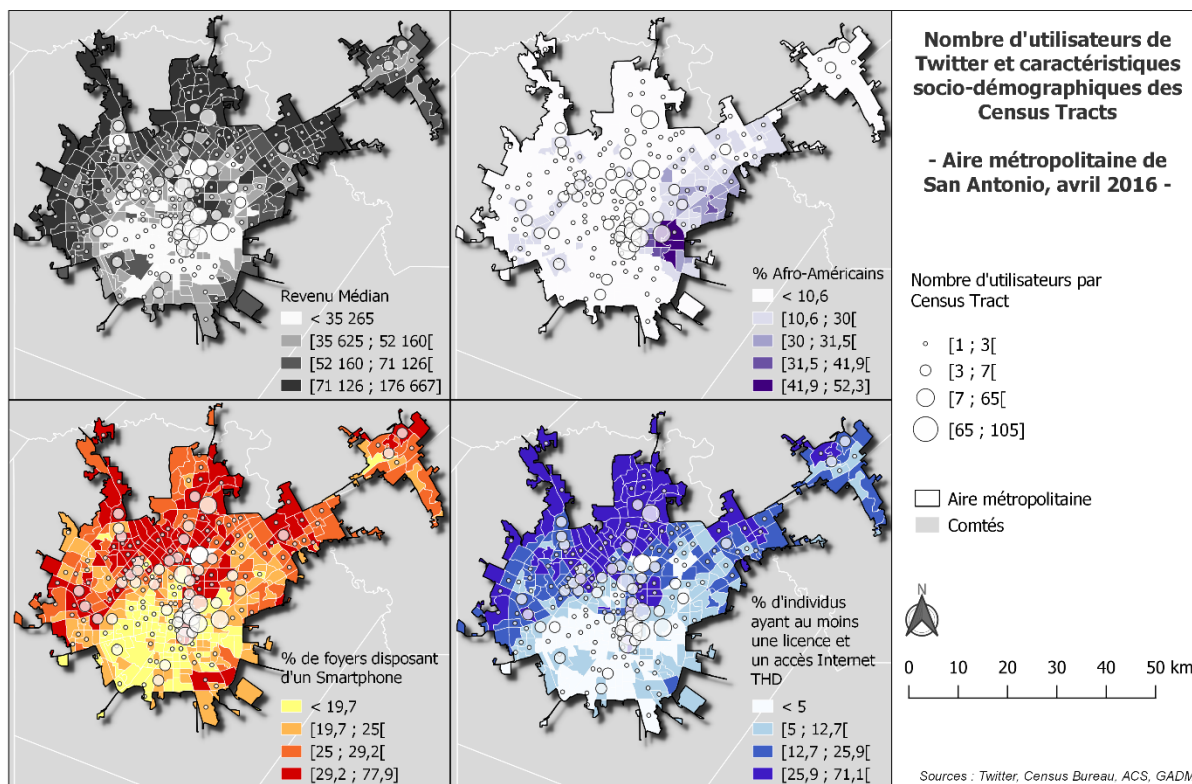 Nombre d'utilisateurs de
Twitter et caractéristiques
socio-démographiques des
Census Tracts
- Aire métropolitaine de
San Antonio, avril 2016 -
Revenu Médian
< 35 265
[35 625 ; 52 160[
[52 160 ; 71 126[
[71 126 ; 176 667]
% Afro-Américains
< 10,6
[10,6 ; 30[
[30 ; 31,5[
[31,5 ; 41,9[
[41,9 ; 52,3]
Nombre d'utilisateurs par
Census Tract
[1 ; 3[
[3 ; 7[
[7 ; 65[
[65 ; 105]
Aire métropolitaine
Comtés
% de foyers disposant
d'un Smartphone
< 19,7
[19,7 ; 25[
[25 ; 29,2[
[29,2 ; 77,9]
% d'individus
ayant au moins
une licence et
un accès Internet
THD
< 5
[5 ; 12,7[
[12,7 ; 25,9[
[25,9 ; 71,1[
N
0 10 20 30 40 50 km
Sources : Twitter, Census Bureau, ACS, GADM